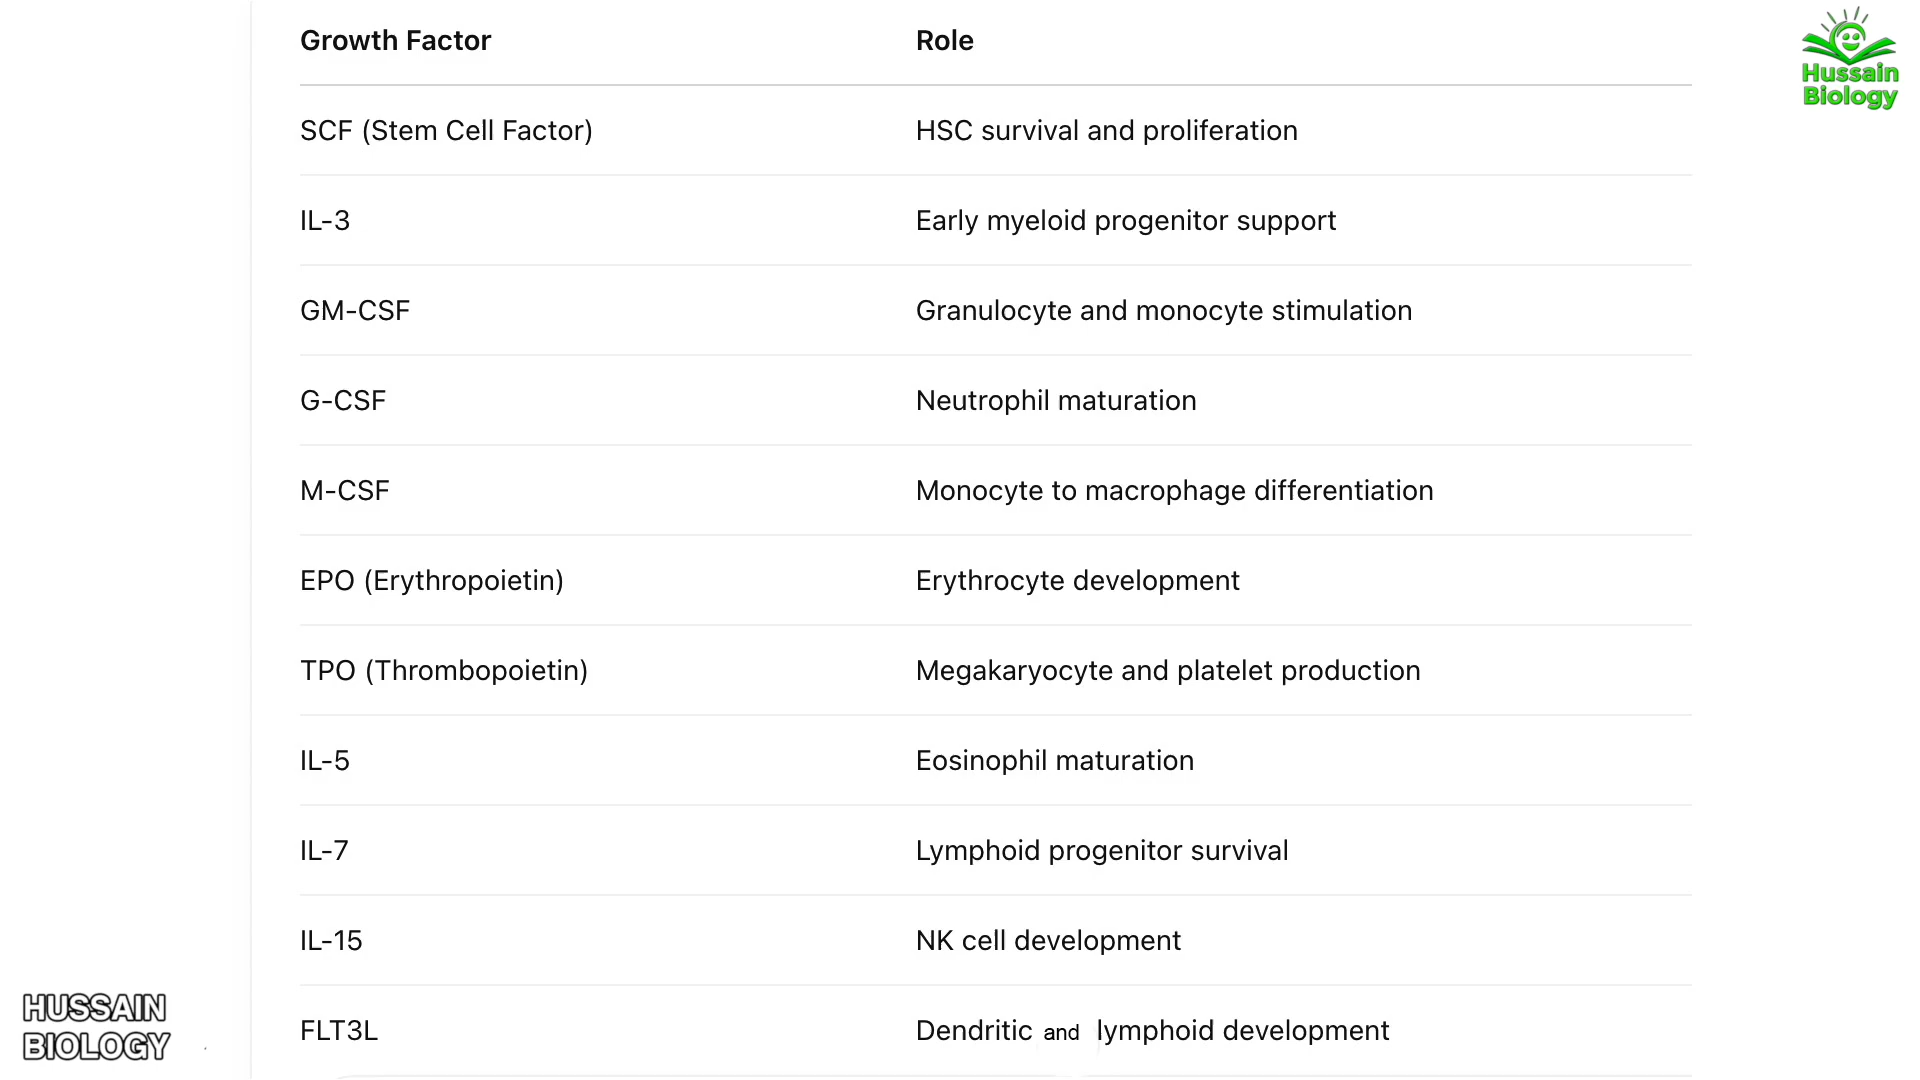 Growth Factor Role
SCF (Stem Cell Factor) HSC survival and proliferation
IL-3 Early myeloid progenitor support
GM-CSF Granulocyte and monocyte stimulation
G-CSF Neutrophil maturation
M-CSF Monocyte to macrophage differentiation
EPO (Erythropoietin) Erythrocyte development
TPO (Thrombopoietin) Megakaryocyte and platelet production
IL-5 Eosinophil maturation
IL-7 Lymphoid progenitor survival
IL-15 NK cell development
FLT3L Dendritic and lymphoid development
Hussain
Biology
HUSSAIN
BIOLOGY